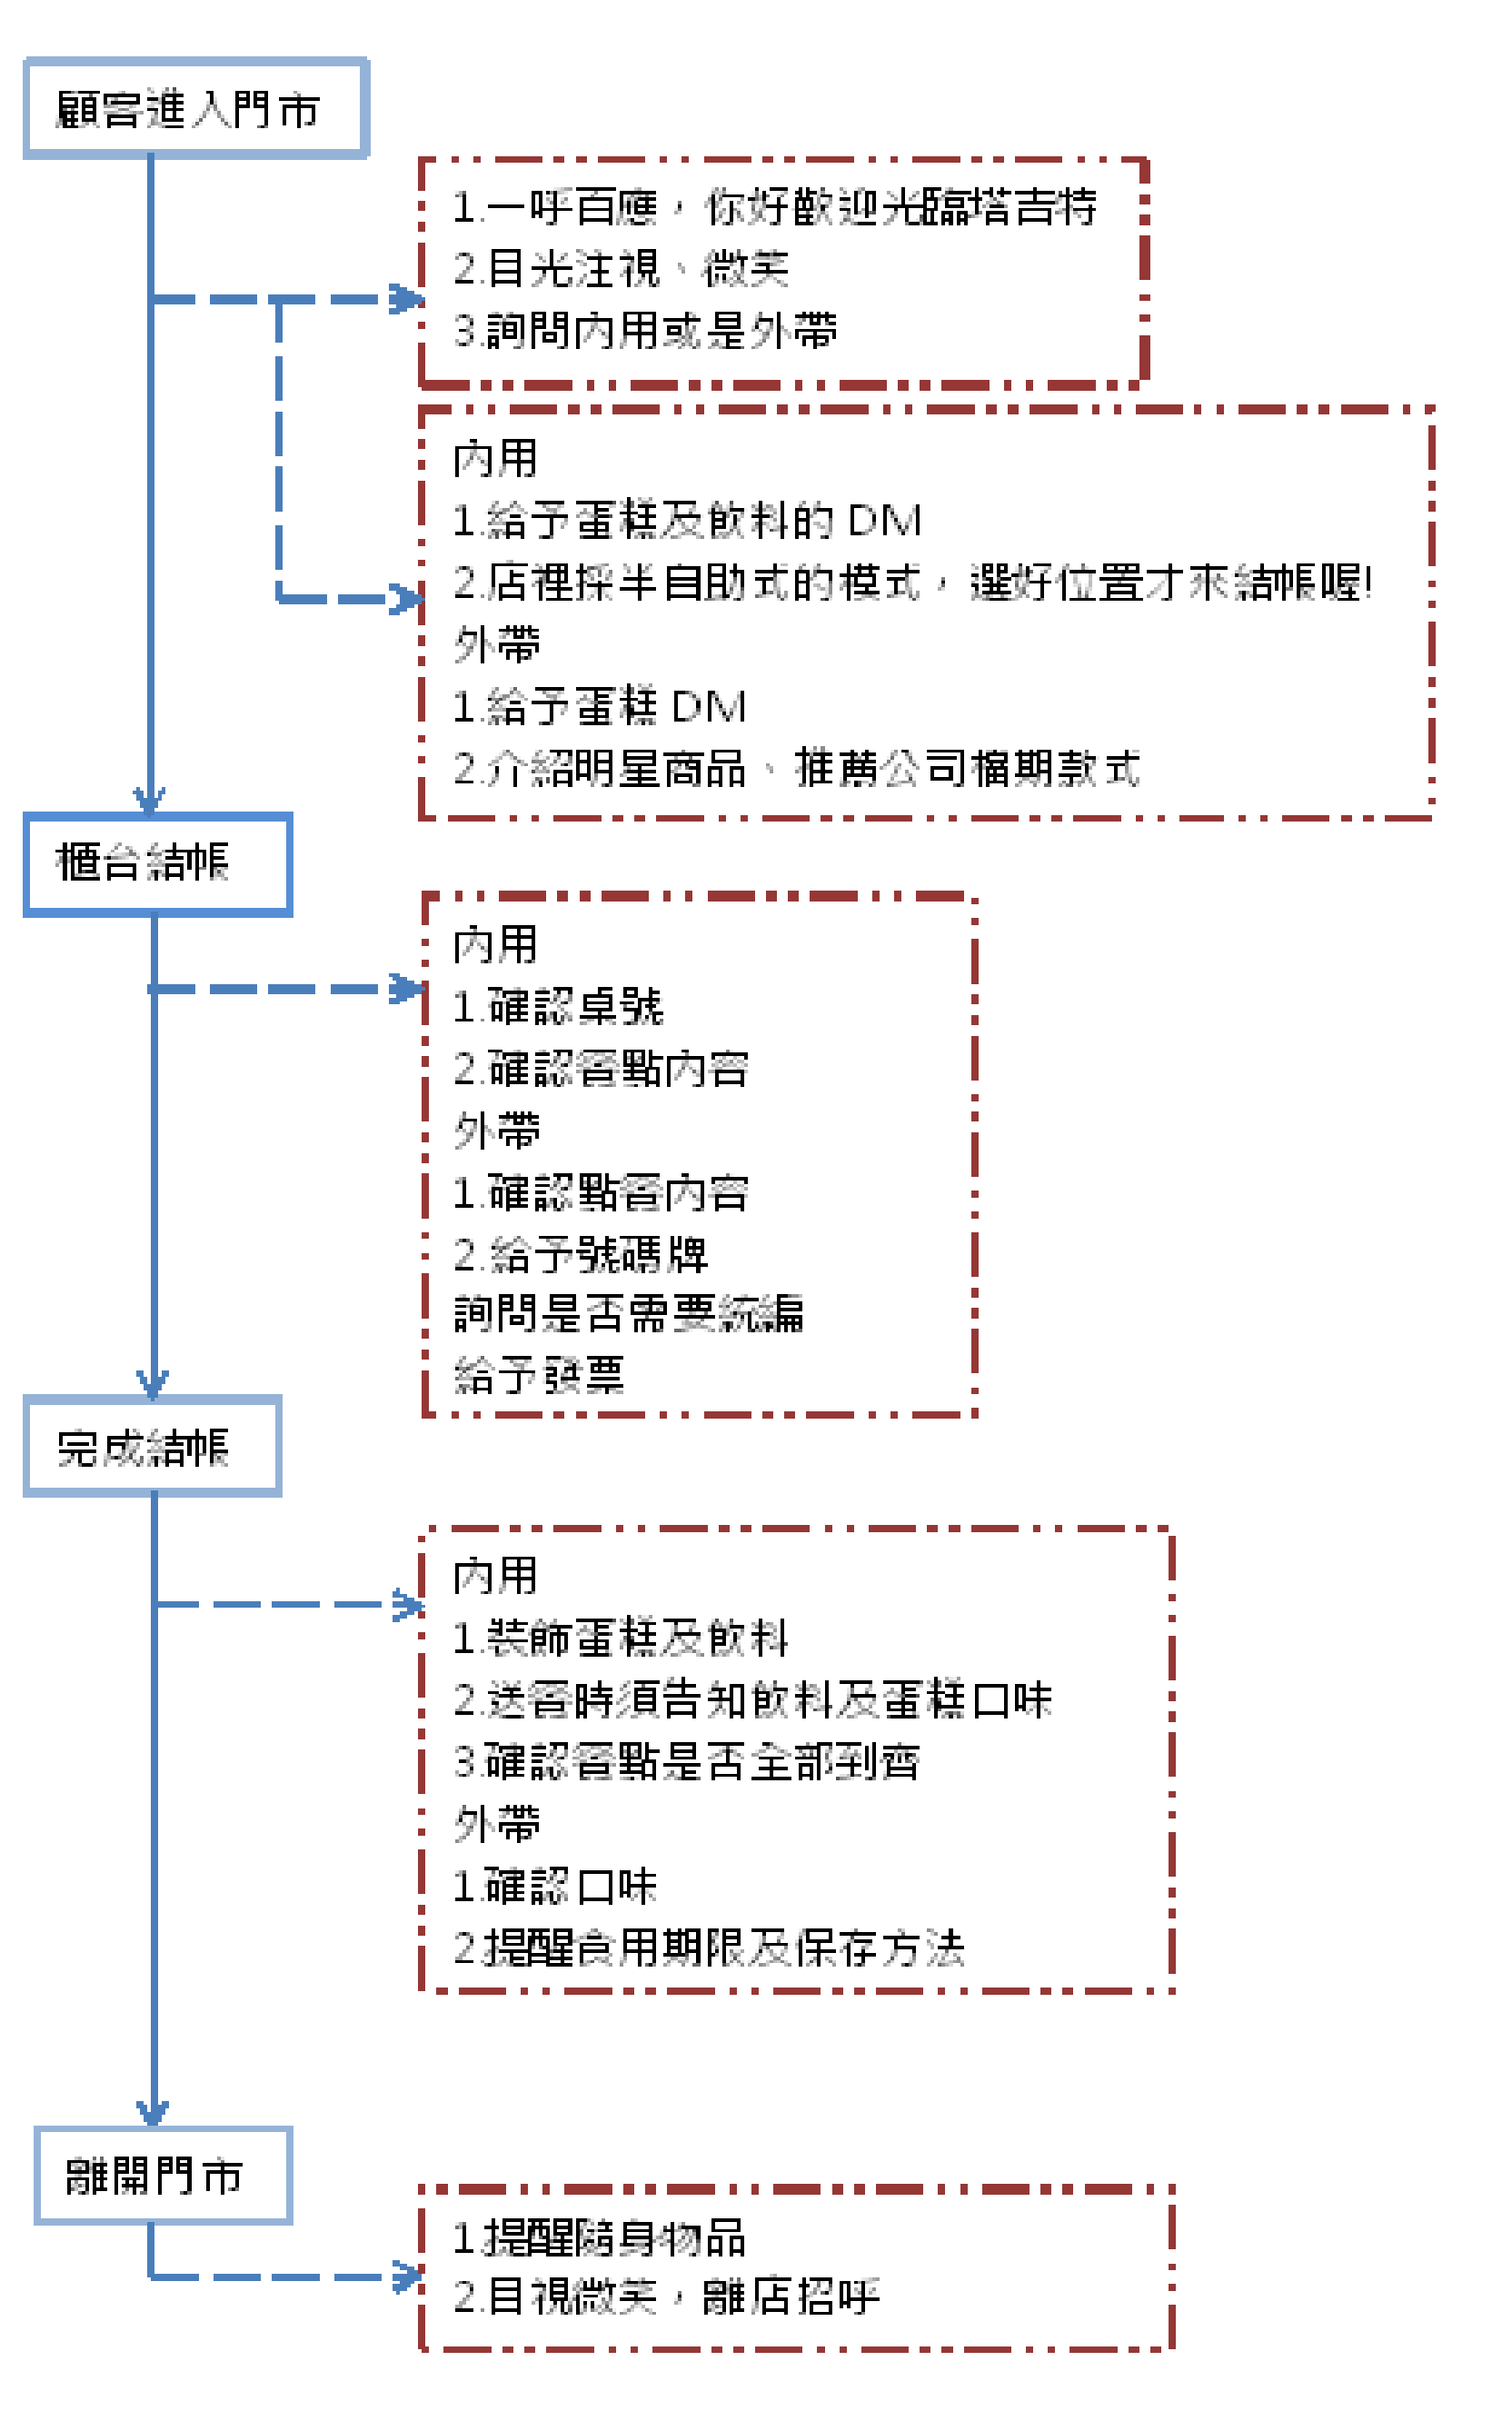 顧客進入門市
1.一呼百應，你好歡迎光臨塔吉特
2.目光注視、微笑
3.詢問內用或是外帶
內用
1.給予蛋糕及飲料的 DM
2.店裡採半自助式的模式，選好位置才來結帳喔!
外帶
1.給予蛋糕 DM
2.介紹明星商品、推薦公司檔期款式
櫃台結帳
內用
1.確認桌號
2.確認餐點內容
外帶
1.確認點餐內容
2.給予號碼牌
詢問是否需要統編
給予發票
完成結帳
內用
1.裝飾蛋糕及飲料
2.送餐時須告知飲料及蛋糕口味
3.確認餐點是否全部到齊
外帶
1.確認口味
2.提醒食用期限及保存方法
離開門市
1.提醒隨身物品
2.目視微笑，離店招呼